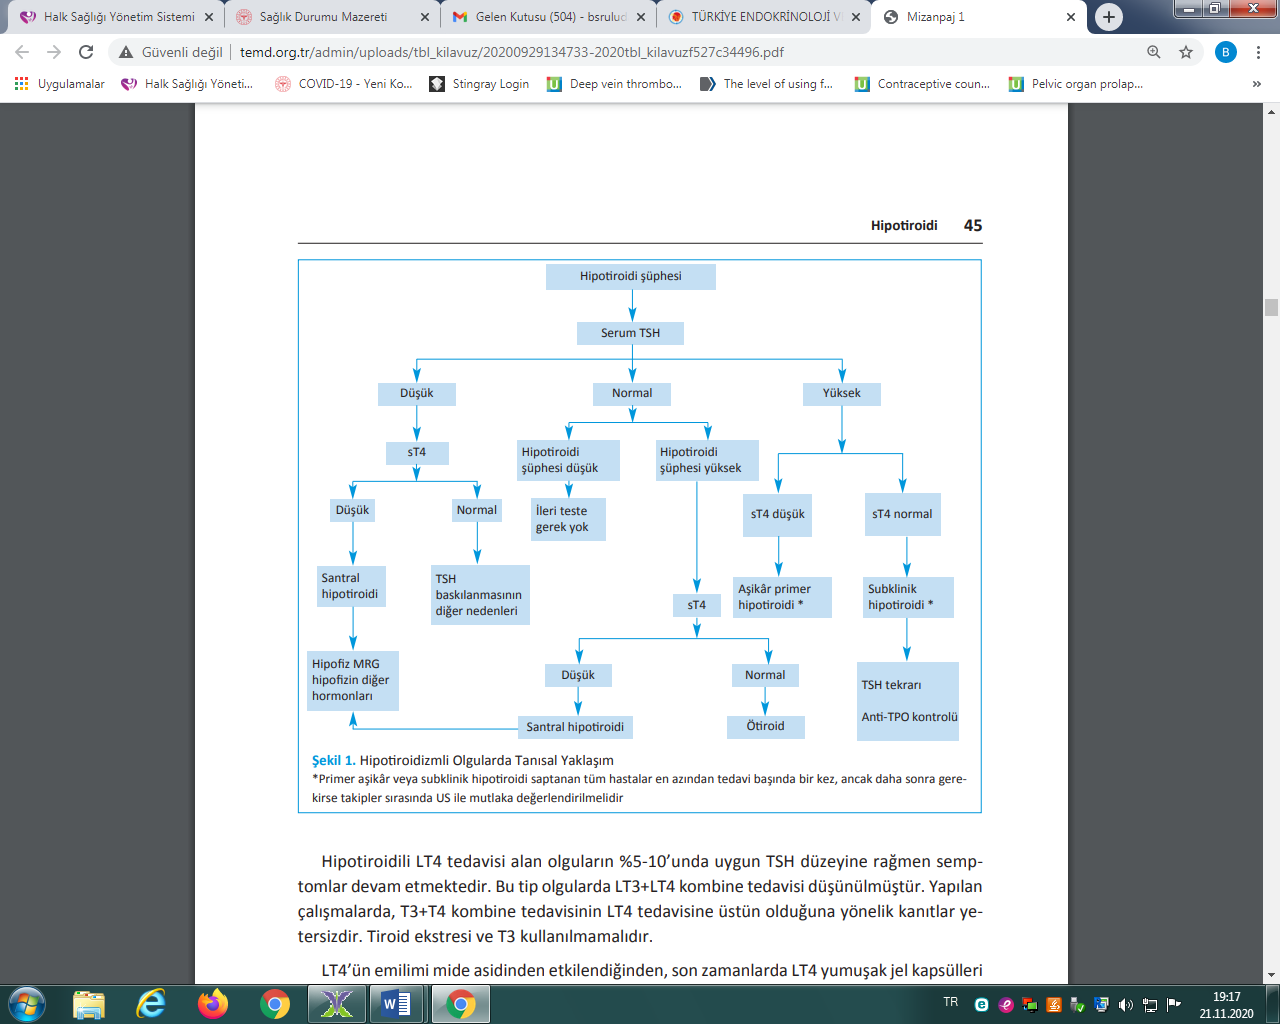 Halk Sağlığı Yönetim Sistemi
Sağlık Durumu Mazereti
Gelen Kutusu (504) - bsrulud
TÜRKİYE ENDOKRİNOLOJİ V
Mizanpaj 1
Güvenli değil | temd.org.tr/admin/uploads/tbl_kilavuz/20200929134733-2020tbl_kilavuzf527c34496.pdf
B
Uygulamalar
Halk Sağlığı Yöneti...
COVID-19 - Yeni Ko...
Stingray Login
Deep vein thrombo...
The level of using f...
Contraceptive coun...
Pelvic organ prolap...
»
Hipotiroidi 45
Hipotiroidi şüphesi
Serum TSH
Düşük
Normal
Yüksek
sT4
Hipotiroidi
şüphesi düşük
Hipotiroidi
şüphesi yüksek
Düşük
Normal
İleri teste
gerek yok
sT4 düşük
sT4 normal
Santral
hipotiroidi
TSH
baskılanmasının
diğer nedenleri
sT4
Aşikâr primer
hipotiroidi *
Subklinik
hipotiroidi *
Hipofiz MRG
hipofizin diğer
hormonları
Düşük
Normal
TSH tekrarı
Anti-TPO kontrolü
Santral hipotiroidi
Ötiroid
Şekil 1. Hipotiroidizmli Olgularda Tanısal Yaklaşım
*Primer aşikâr veya subklinik hipotiroidi saptanan tüm hastalar en azından tedavi başında bir kez, ancak daha sonra gere-
kirse takipler sırasında US ile mutlaka değerlendirilmelidir
Hipotiroidili LT4 tedavisi alan olguların %5-10’unda uygun TSH düzeyine rağmen semp-
tomlar devam etmektedir. Bu tip olgularda LT3+LT4 kombine tedavisi düşünülmüştür. Yapılan
çalışmalarda, T3+T4 kombine tedavisinin LT4 tedavisine üstün olduğuna yönelik kanıtlar ye-
tersizdir. Tiroid ekstresi ve T3 kullanılmamalıdır.
LT4’ün emilimi mide asidinden etkilendiğinden, son zamanlarda LT4 yumuşak jel kapsülleri
TR
19:17
21.11.2020